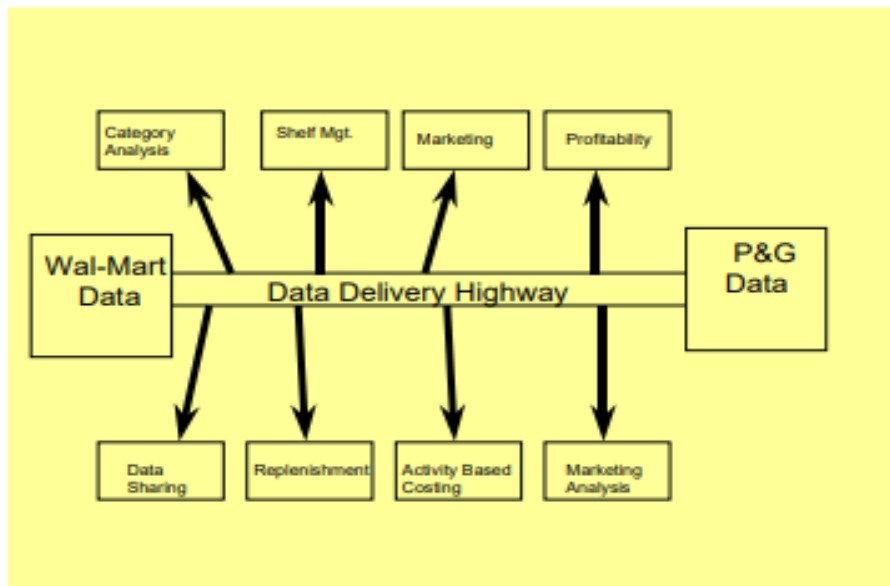 Category
Analysis
Shelf Mgt.
Marketing
Profitability
Wal-Mart
Data
Data Delivery Highway
P&G
Data
Data
Sharing
Replenishment
Activity Based
Costing
Marketing
Analysis